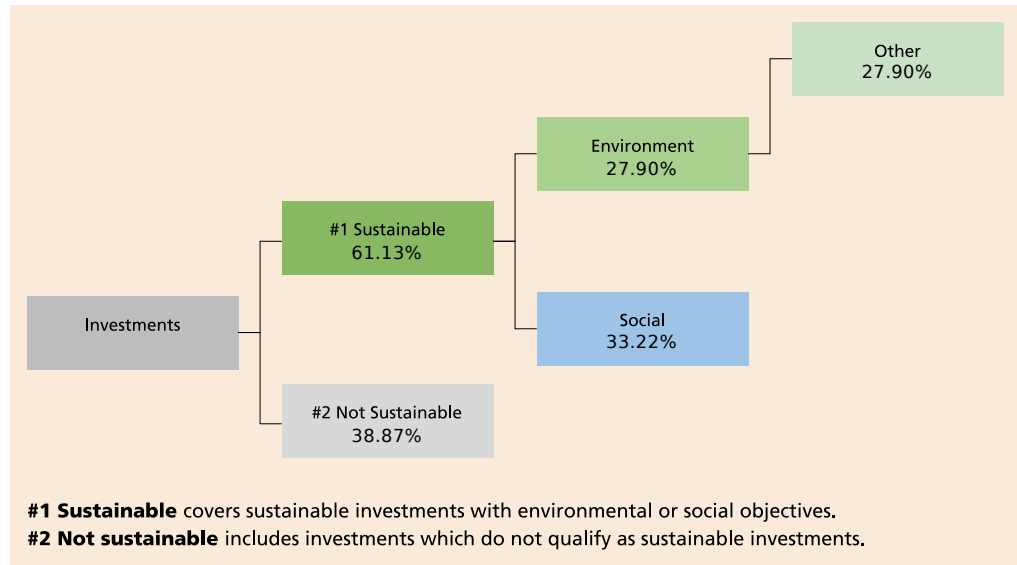 Other
27.90%
Environment
27.90%
#1 Sustainable
61.13%
Investments
Social
33.22%
#2 Not Sustainable
38.87%
#1 Sustainable covers sustainable investments with environmental or social objectives.
#2 Not sustainable includes investments which do not qualify as sustainable investments.